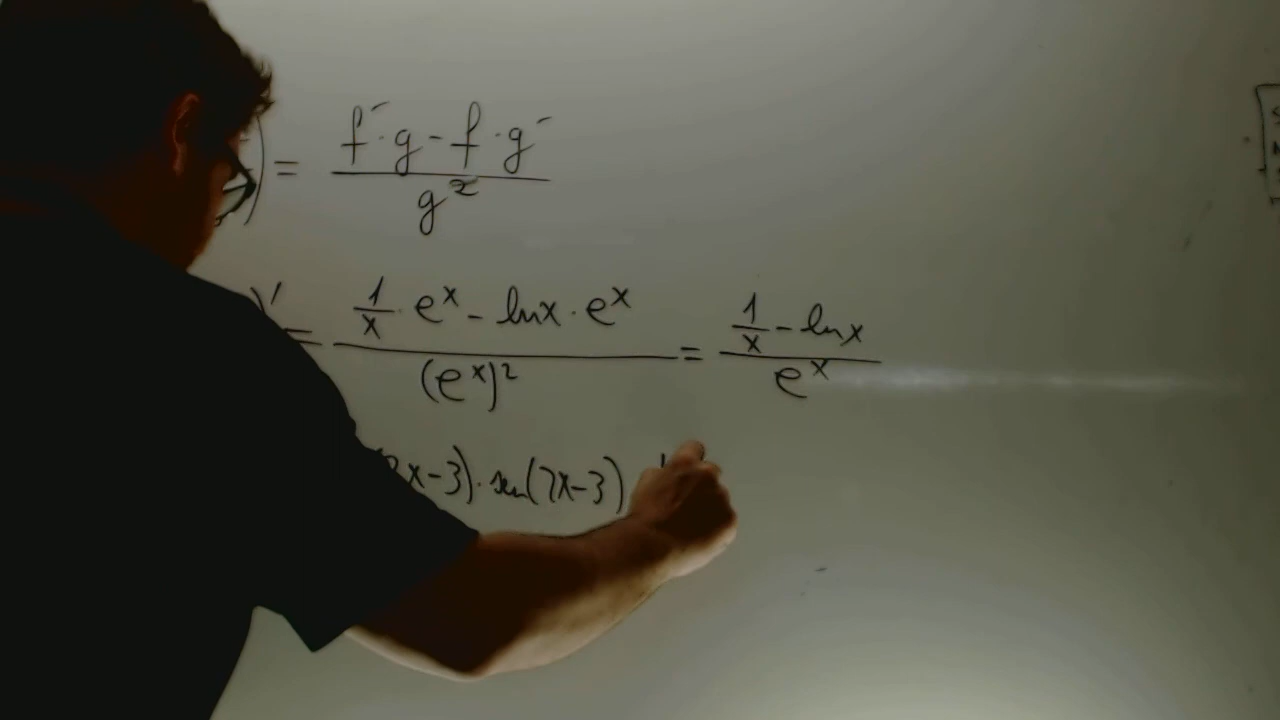 ) = (f´·g - f·g´)/g²
)' = (1/x · eˣ - lnx · eˣ)/(eˣ)² = (1/x - lnx)/eˣ
x-3)·sen(7x-3)